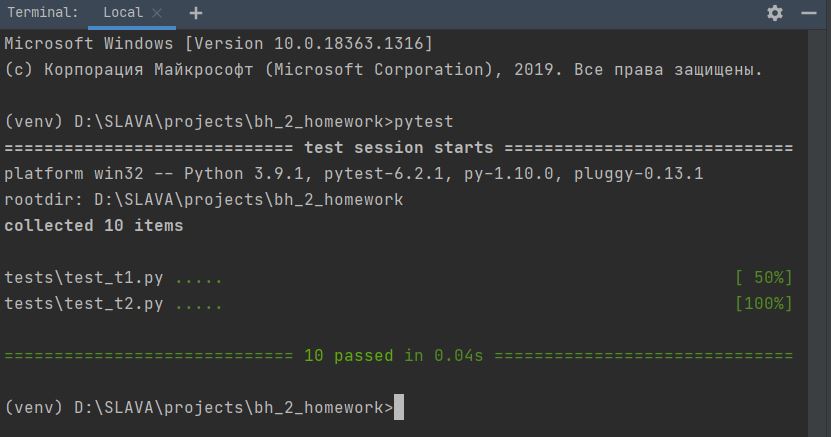 Terminal: Local × +
Microsoft Windows [Version 10.0.18363.1316]
(c) Корпорация Майкрософт (Microsoft Corporation), 2019. Все права защищены.
(venv) D:\SLAVA\projects\bh_2_homework>pytest
============================= test session starts =============================
platform win32 -- Python 3.9.1, pytest-6.2.1, py-1.10.0, pluggy-0.13.1
rootdir: D:\SLAVA\projects\bh_2_homework
collected 10 items
tests\test_t1.py ..... [ 50%]
tests\test_t2.py ..... [100%]
============================= 10 passed in 0.04s ==============================
(venv) D:\SLAVA\projects\bh_2_homework>